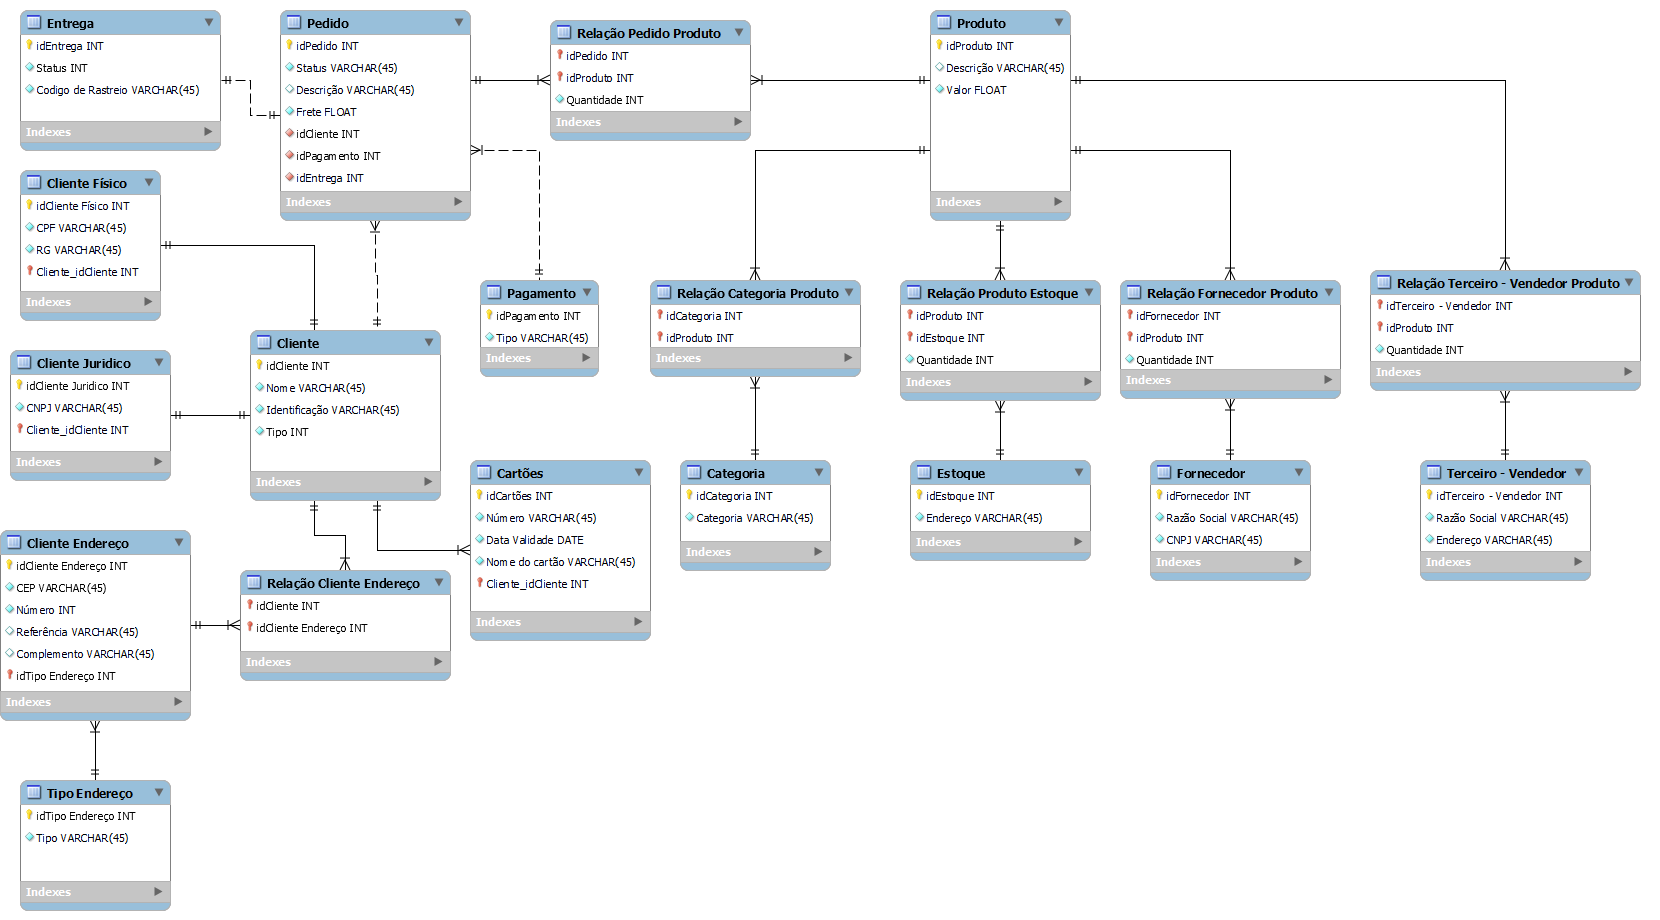 Entrega
idEntrega INT
Status INT
Codigo de Rastreio VARCHAR(45)
Indexes
Pedido
idPedido INT
Status VARCHAR(45)
Descrição VARCHAR(45)
Frete FLOAT
idCliente INT
idPagamento INT
idEntrega INT
Indexes
Relação Pedido Produto
idPedido INT
idProduto INT
Quantidade INT
Indexes
Produto
idProduto INT
Descrição VARCHAR(45)
Valor FLOAT
Indexes
Cliente Físico
idCliente Físico INT
CPF VARCHAR(45)
RG VARCHAR(45)
Cliente_idCliente INT
Indexes
Pagamento
idPagamento INT
Tipo VARCHAR(45)
Indexes
Relação Categoria Produto
idCategoria INT
idProduto INT
Indexes
Relação Produto Estoque
idProduto INT
idEstoque INT
Quantidade INT
Indexes
Relação Fornecedor Produto
idFornecedor INT
idProduto INT
Quantidade INT
Indexes
Relação Terceiro - Vendedor Produto
idTerceiro - Vendedor INT
idProduto INT
Quantidade INT
Indexes
Cliente Juridico
idCliente Juridico INT
CNPJ VARCHAR(45)
Cliente_idCliente INT
Indexes
Cliente
idCliente INT
Nome VARCHAR(45)
Identificação VARCHAR(45)
Tipo INT
Indexes
Cartões
idCartões INT
Número VARCHAR(45)
Data Validade DATE
Nome do cartão VARCHAR(45)
Cliente_idCliente INT
Indexes
Categoria
idCategoria INT
Categoria VARCHAR(45)
Indexes
Estoque
idEstoque INT
Endereço VARCHAR(45)
Indexes
Fornecedor
idFornecedor INT
Razão Social VARCHAR(45)
CNPJ VARCHAR(45)
Indexes
Terceiro - Vendedor
idTerceiro - Vendedor INT
Razão Social VARCHAR(45)
Endereço VARCHAR(45)
Indexes
Cliente Endereço
idCliente Endereço INT
CEP VARCHAR(45)
Número INT
Referência VARCHAR(45)
Complemento VARCHAR(45)
idTipo Endereço INT
Indexes
Relação Cliente Endereço
idCliente INT
idCliente Endereço INT
Indexes
Tipo Endereço
idTipo Endereço INT
Tipo VARCHAR(45)
Indexes